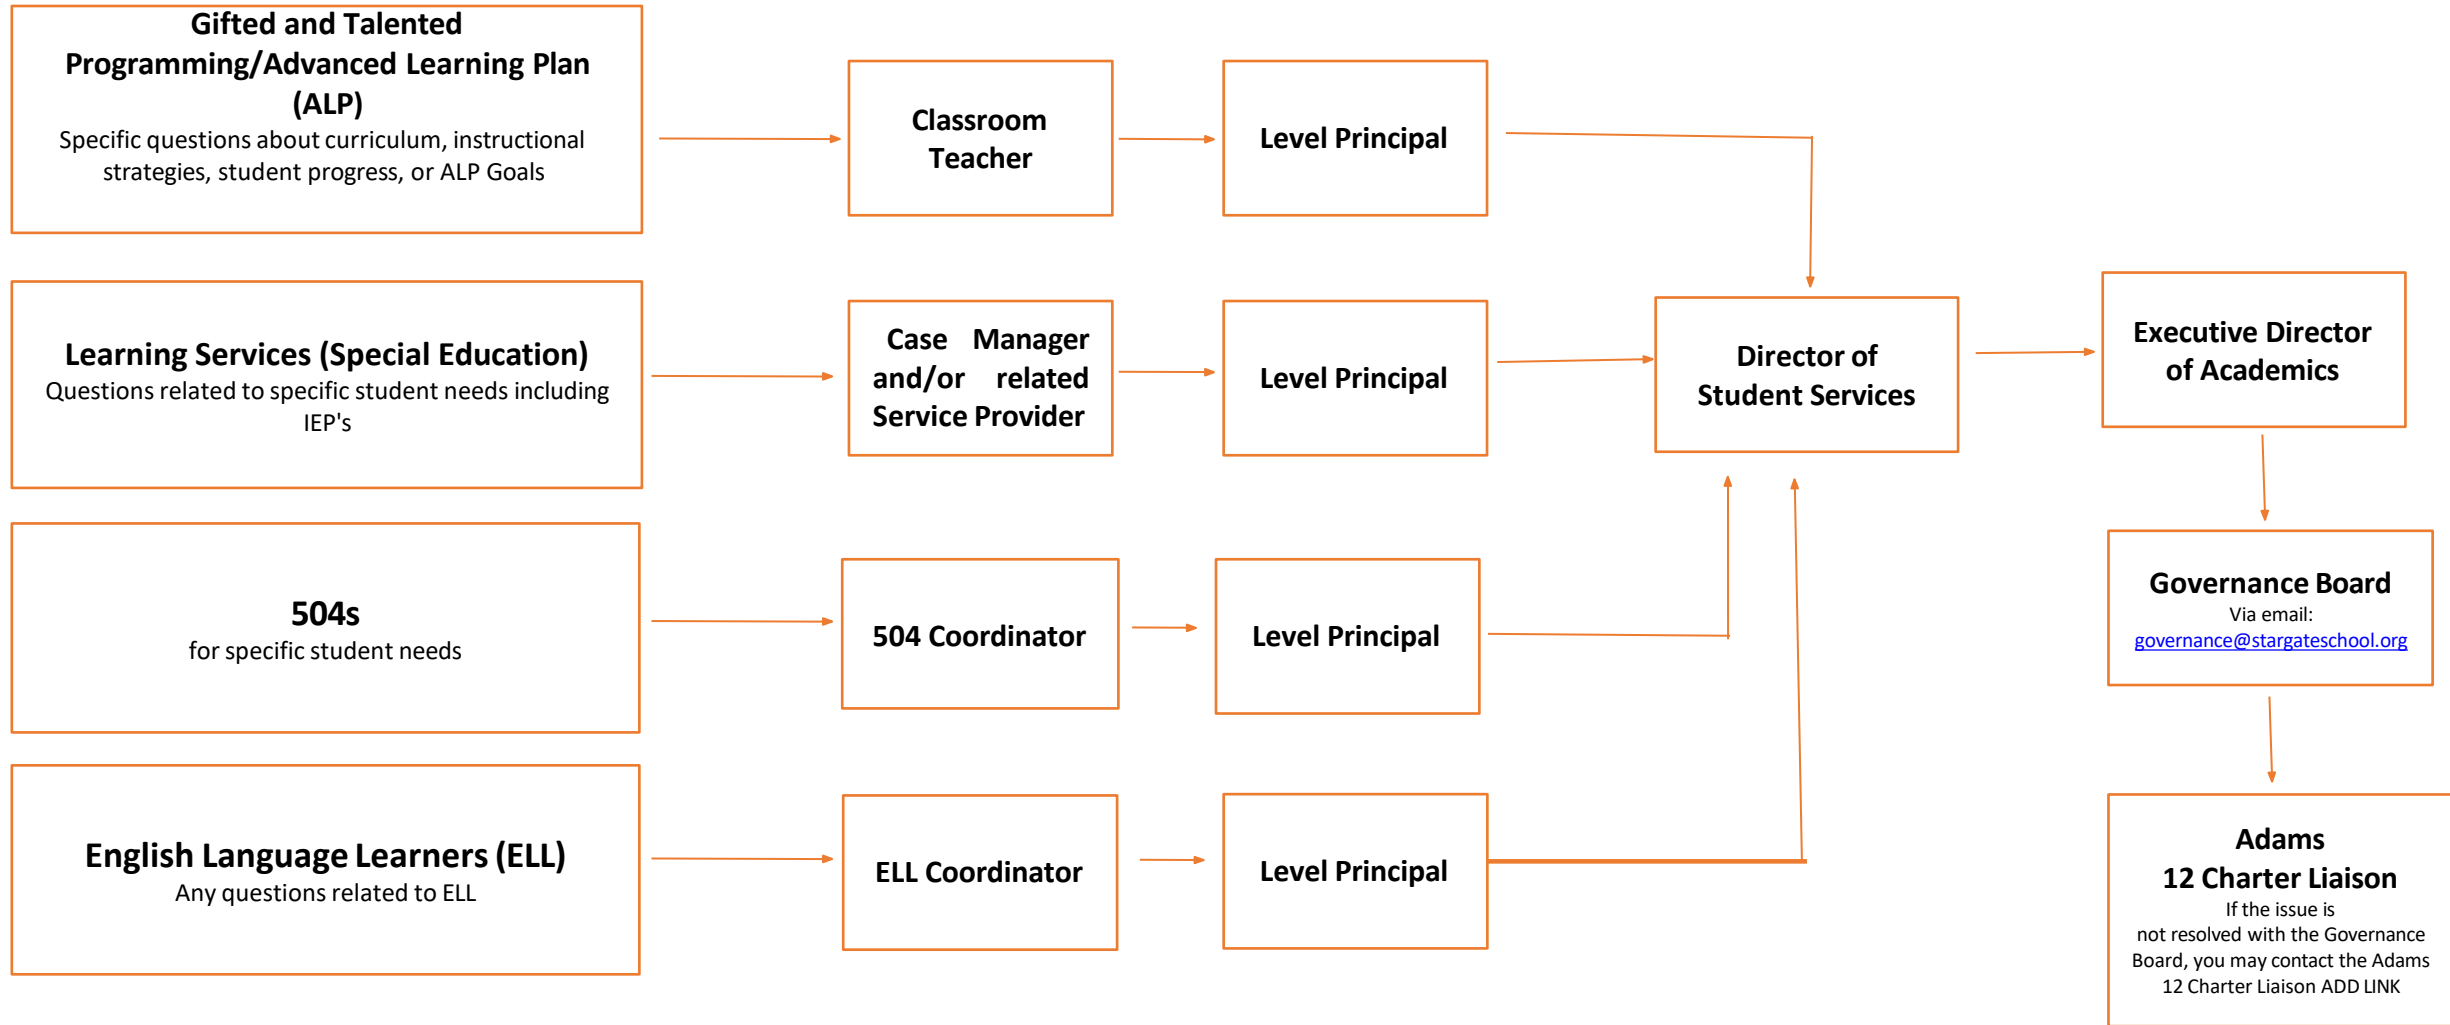 Gifted and Talented
Programming/Advanced Learning Plan
(ALP)
Specific questions about curriculum, instructional
strategies, student progress, or ALP Goals
Classroom
Teacher
Level Principal
Learning Services (Special Education)
Questions related to specific student needs including
IEP's
Case Manager
and/or related
Service Provider
Level Principal
Director of
Student Services
Executive Director
of Academics
504s
for specific student needs
504 Coordinator
Level Principal
Governance Board
Via email:
governance@stargateschool.org
English Language Learners (ELL)
Any questions related to ELL
ELL Coordinator
Level Principal
Adams
12 Charter Liaison
If the issue is
not resolved with the Governance
Board, you may contact the Adams
12 Charter Liaison ADD LINK